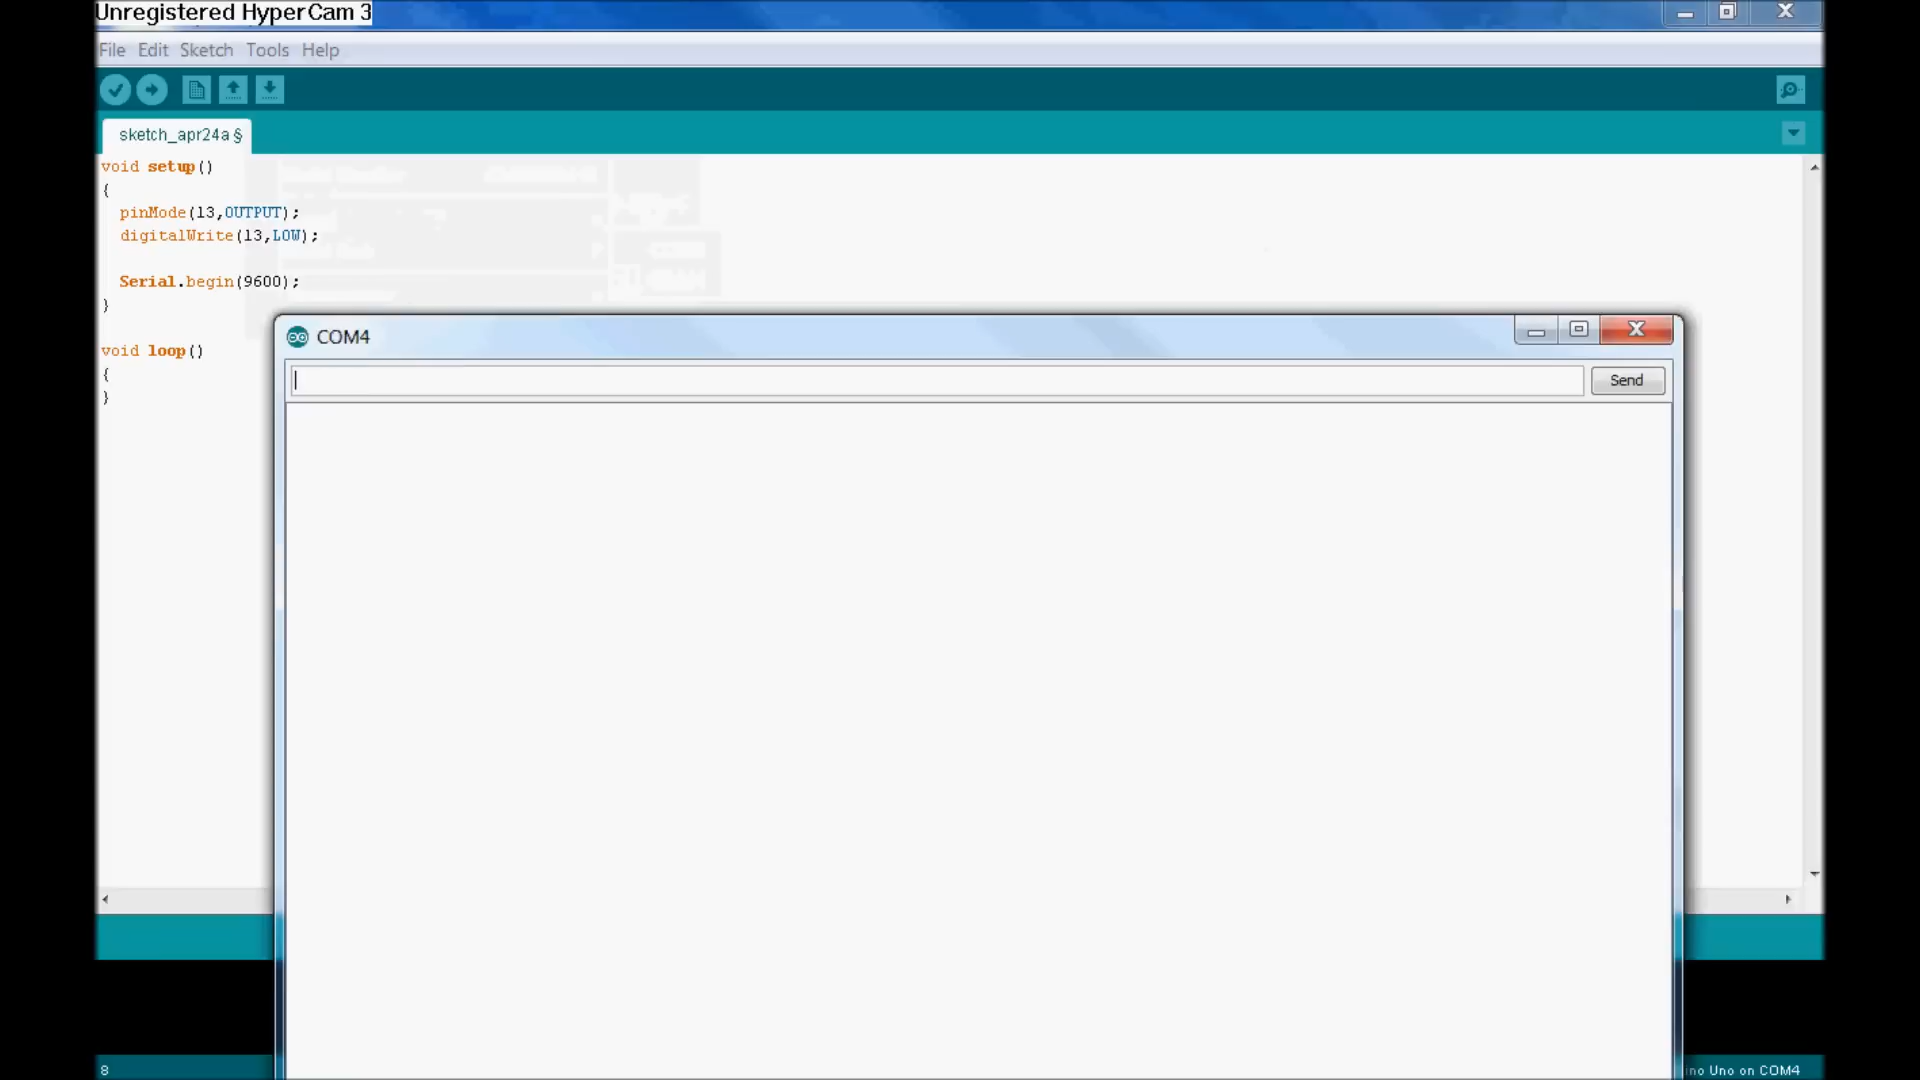 Unregistered HyperCam 3
File Edit Sketch Tools Help
sketch_apr24a §
void setup()
{
pinMode(13,OUTPUT);
digitalWrite(13,LOW);
Serial.begin(9600);
}
void loop()
{
}
COM4
Send
8
Uno on COM4